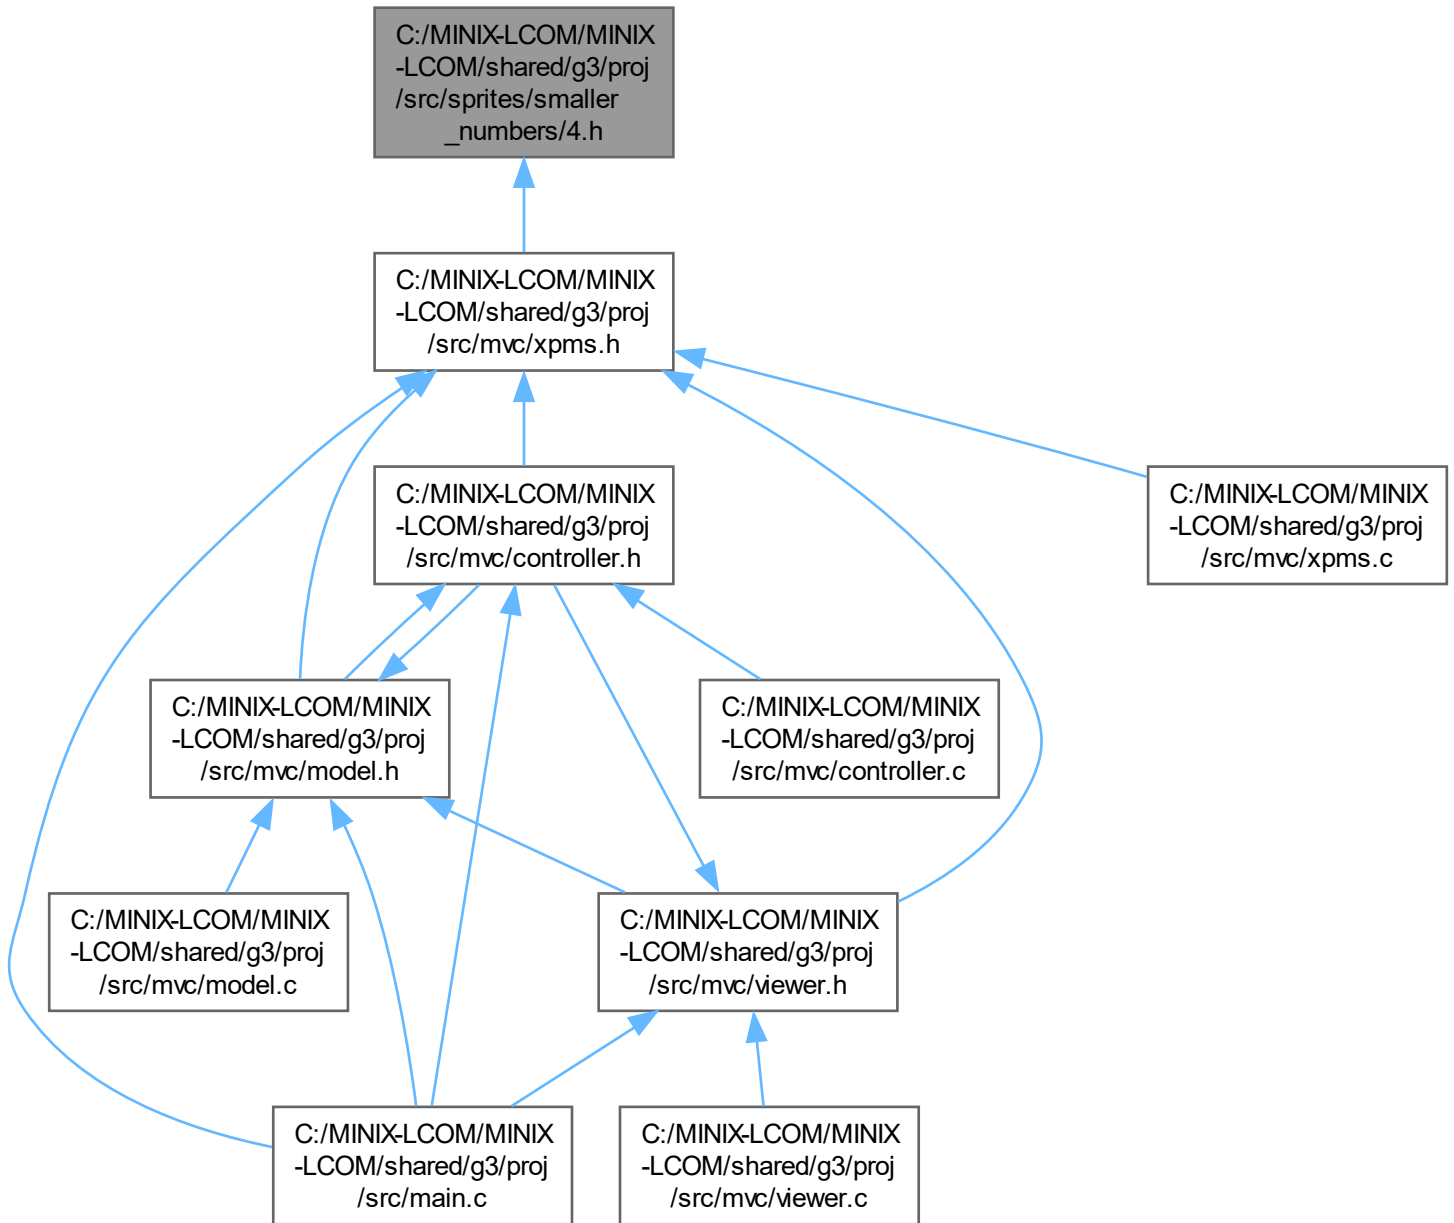 C:/MINIX-LCOM/MINIX
-LCOM/shared/g3/proj
/src/sprites/smaller
_numbers/4.h
C:/MINIX-LCOM/MINIX
-LCOM/shared/g3/proj
/src/mvc/xpms.h
C:/MINIX-LCOM/MINIX
-LCOM/shared/g3/proj
/src/mvc/controller.h
C:/MINIX-LCOM/MINIX
-LCOM/shared/g3/proj
/src/mvc/xpms.c
C:/MINIX-LCOM/MINIX
-LCOM/shared/g3/proj
/src/mvc/model.h
C:/MINIX-LCOM/MINIX
-LCOM/shared/g3/proj
/src/mvc/controller.c
C:/MINIX-LCOM/MINIX
-LCOM/shared/g3/proj
/src/mvc/model.c
C:/MINIX-LCOM/MINIX
-LCOM/shared/g3/proj
/src/mvc/viewer.h
C:/MINIX-LCOM/MINIX
-LCOM/shared/g3/proj
/src/main.c
C:/MINIX-LCOM/MINIX
-LCOM/shared/g3/proj
/src/mvc/viewer.c